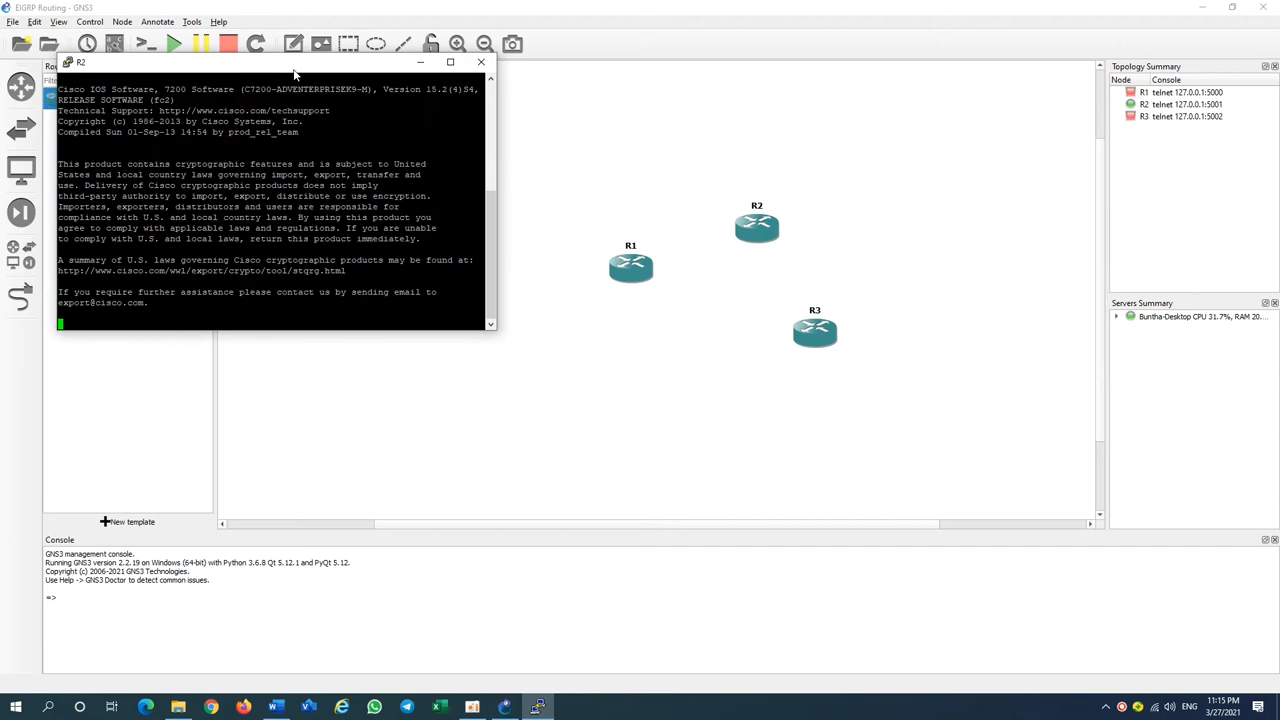 EIGRP Routing - GNS3
File Edit View Control Node Annotate Tools Help
R2
Cisco IOS Software, 7200 Software (C7200-ADVENTERPRISEK9-M), Version 15.2(4)S4,
RELEASE SOFTWARE (fc2)
Technical Support: http://www.cisco.com/techsupport
Copyright (c) 1986-2013 by Cisco Systems, Inc.
Compiled Sun 01-Sep-13 14:54 by prod_rel_team
This product contains cryptographic features and is subject to United
States and local country laws governing import, export, transfer and
use. Delivery of Cisco cryptographic products does not imply
third-party authority to import, export, distribute or use encryption.
Importers, exporters, distributors and users are responsible for
compliance with U.S. and local country laws. By using this product you
agree to comply with applicable laws and regulations. If you are unable
to comply with U.S. and local laws, return this product immediately.
A summary of U.S. laws governing Cisco cryptographic products may be found at:
http://www.cisco.com/wwl/export/crypto/tool/stqrg.html
If you require further assistance please contact us by sending email to
export@cisco.com.
R1
R2
R3
Topology Summary
Node Console
R1 telnet 127.0.0.1:5000
R2 telnet 127.0.0.1:5001
R3 telnet 127.0.0.1:5002
Servers Summary
Buntha-Desktop CPU 31.7%, RAM 20....
New template
Console
GNS3 management console.
Running GNS3 version 2.2.19 on Windows (64-bit) with Python 3.6.8 Qt 5.12.1 and PyQt 5.12.
Copyright (c) 2006-2021 GNS3 Technologies.
Use Help -> GNS3 Doctor to detect common issues.
=>
ENG
11:15 PM
3/27/2021